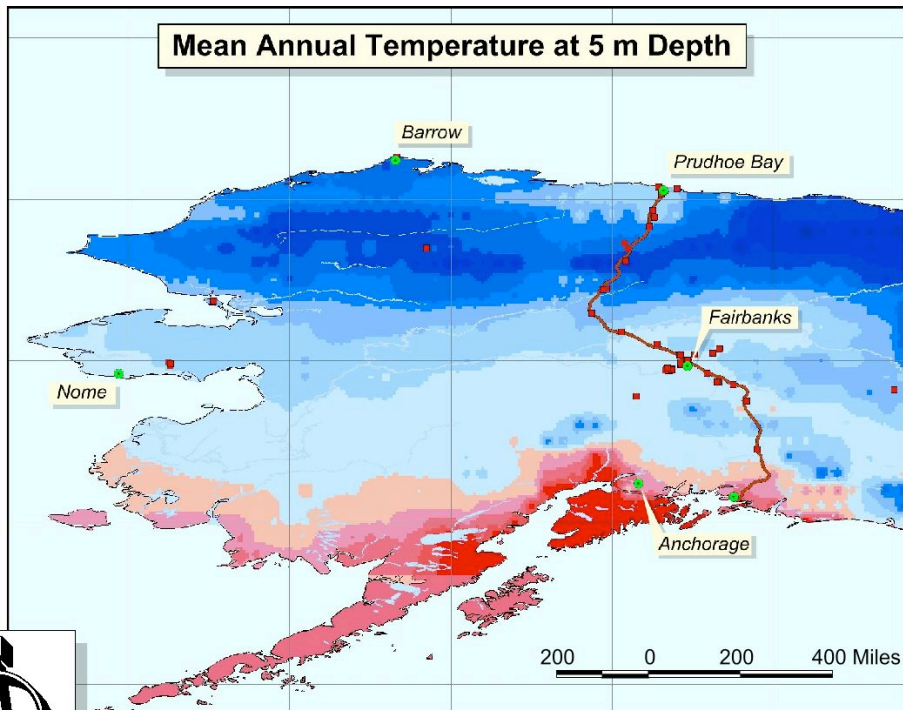 Mean Annual Temperature at 5 m Depth
Barrow
Prudhoe Bay
Fairbanks
Nome
Anchorage
200 0 200 400 Miles